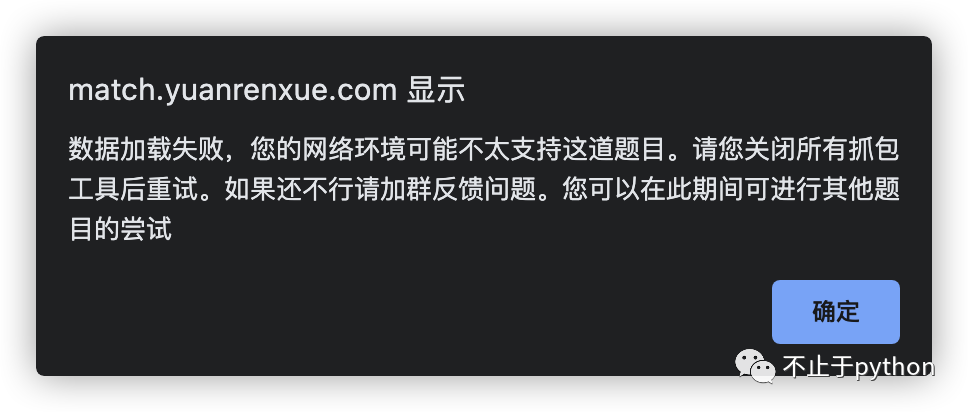 match.yuanrenxue.com 显示
数据加载失败，您的网络环境可能不太支持这道题目。请您关闭所有抓包
工具后重试。如果还不行请加群反馈问题。您可以在此期间可进行其他题
目的尝试
确定
不止于python